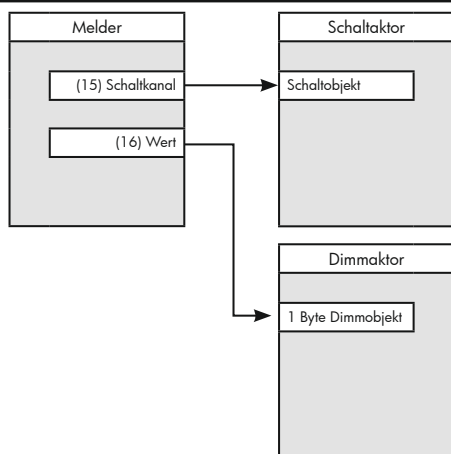 Melder
Schaltaktor
(15) Schaltkanal
Schaltobjekt
(16) Wert
Dimmaktor
1 Byte Dimmobjekt